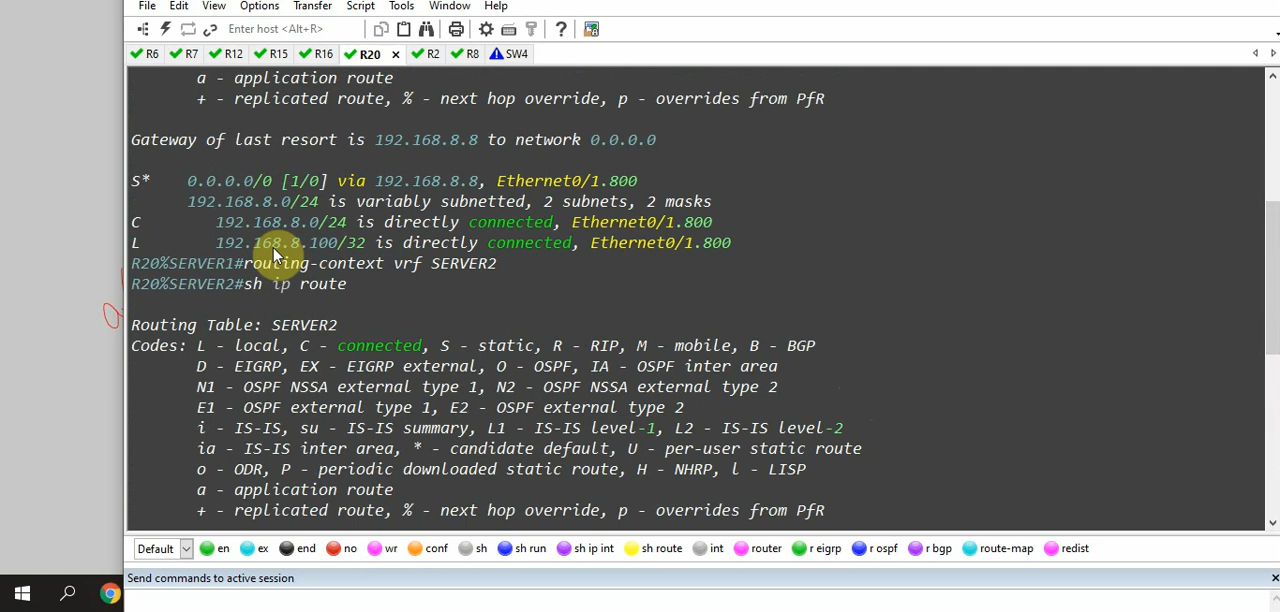 File Edit View Options Transfer Script Tools Window Help
Enter host <Alt+R>
R6 R7 R12 R15 R16 R20 × R2 R8 SW4
a - application route
+ - replicated route, % - next hop override, p - overrides from PfR
Gateway of last resort is 192.168.8.8 to network 0.0.0.0
S* 0.0.0.0/0 [1/0] via 192.168.8.8, Ethernet0/1.800
192.168.8.0/24 is variably subnetted, 2 subnets, 2 masks
C 192.168.8.0/24 is directly connected, Ethernet0/1.800
L 192.168.8.100/32 is directly connected, Ethernet0/1.800
R20%SERVER1#routing-context vrf SERVER2
R20%SERVER2#sh ip route
Routing Table: SERVER2
Codes: L - local, C - connected, S - static, R - RIP, M - mobile, B - BGP
D - EIGRP, EX - EIGRP external, O - OSPF, IA - OSPF inter area
N1 - OSPF NSSA external type 1, N2 - OSPF NSSA external type 2
E1 - OSPF external type 1, E2 - OSPF external type 2
i - IS-IS, su - IS-IS summary, L1 - IS-IS level-1, L2 - IS-IS level-2
ia - IS-IS inter area, * - candidate default, U - per-user static route
o - ODR, P - periodic downloaded static route, H - NHRP, l - LISP
a - application route
+ - replicated route, % - next hop override, p - overrides from PfR
Default en ex end no wr conf sh sh run sh ip int sh route int router r eigrp r ospf r bgp route-map redist
Send commands to active session ×